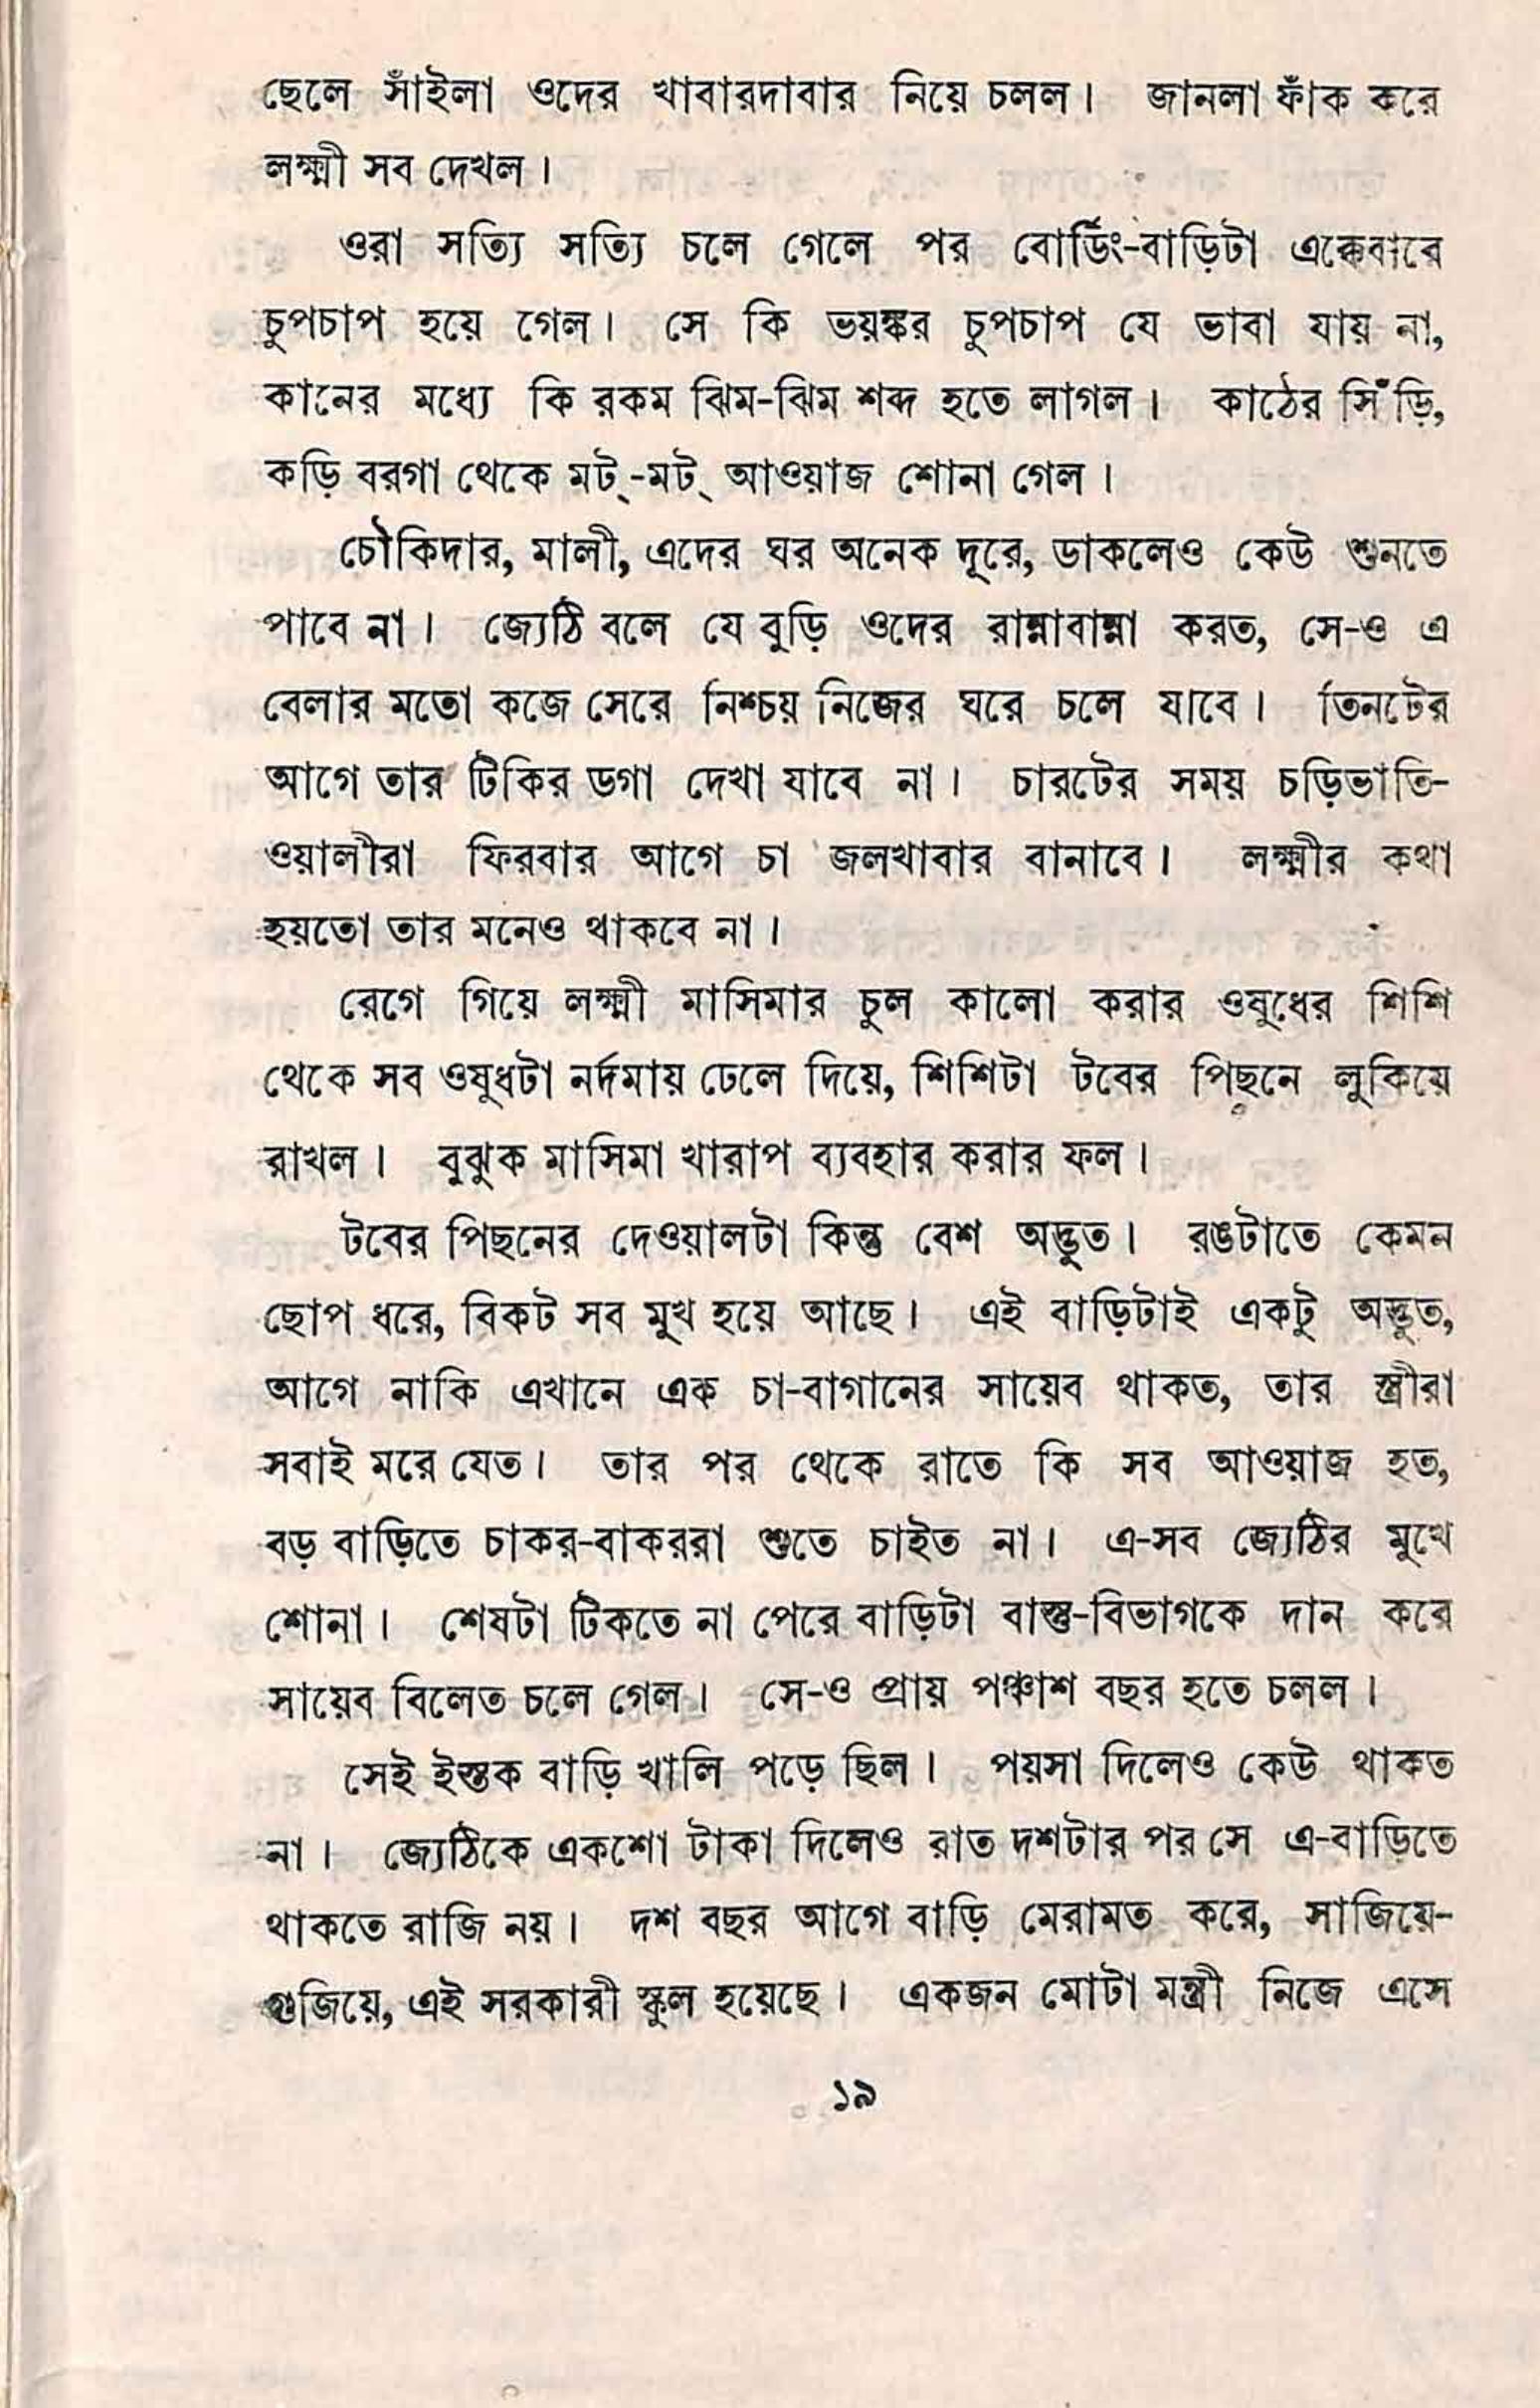 ছেলে সাঁইলা ওদের খাবারদাবার নিয়ে চলল। জানলা ফাঁক করে
লক্ষ্মী সব দেখল।
ওরা সত্যি সত্যি চলে গেলে পর বোর্ডিং-বাড়িটা এক্কেবারে
চুপচাপ হয়ে গেল। সে কি ভয়ঙ্কর চুপচাপ যে ভাবা যায় না,
কানের মধ্যে কি রকম ঝিম-ঝিম শব্দ হতে লাগল। কাঠের সিঁড়ি,
কড়ি বরগা থেকে মট্-মট্ আওয়াজ শোনা গেল।
চৌকিদার, মালী, এদের ঘর অনেক দূরে, ডাকলেও কেউ শুনতে
পাবে না। জ্যেঠি বলে যে বুড়ি ওদের রান্নাবান্না করত, সে-ও এ
বেলার মতো কজে সেরে নিশ্চয় নিজের ঘরে চলে যাবে। তিনটের
আগে তার টিকির ডগা দেখা যাবে না। চারটের সময় চড়িভাতি-
ওয়ালীরা ফিরবার আগে চা জলখাবার বানাবে। লক্ষ্মীর কথা
হয়তো তার মনেও থাকবে না।
রেগে গিয়ে লক্ষ্মী মাসিমার চুল কালো করার ওষুধের শিশি
থেকে সব ওষুধটা নর্দমায় ঢেলে দিয়ে, শিশিটা টবের পিছনে লুকিয়ে
রাখল। বুঝুক মাসিমা খারাপ ব্যবহার করার ফল।
টবের পিছনের দেওয়ালটা কিন্তু বেশ অদ্ভুত। রঙটাতে কেমন
ছোপ ধরে, বিকট সব মুখ হয়ে আছে। এই বাড়িটাই একটু অদ্ভুত,
আগে নাকি এখানে এক চা-বাগানের সায়েব থাকত, তার স্ত্রীরা
সবাই মরে যেত। তার পর থেকে রাতে কি সব আওয়াজ হত,
বড় বাড়িতে চাকর-বাকররা শুতে চাইত না। এ-সব জ্যেঠির মুখে
শোনা। শেষটা টিকতে না পেরে বাড়িটা বাস্তু-বিভাগকে দান করে
সায়েব বিলেত চলে গেল। সে-ও প্রায় পঞ্চাশ বছর হতে চলল।
সেই ইস্তক বাড়ি খালি পড়ে ছিল। পয়সা দিলেও কেউ থাকত
না। জ্যেঠিকে একশো টাকা দিলেও রাত দশটার পর সে এ-বাড়িতে
থাকতে রাজি নয়। দশ বছর আগে বাড়ি মেরামত করে, সাজিয়ে-
গুজিয়ে, এই সরকারী স্কুল হয়েছে। একজন মোটা মন্ত্রী নিজে এসে
১৯